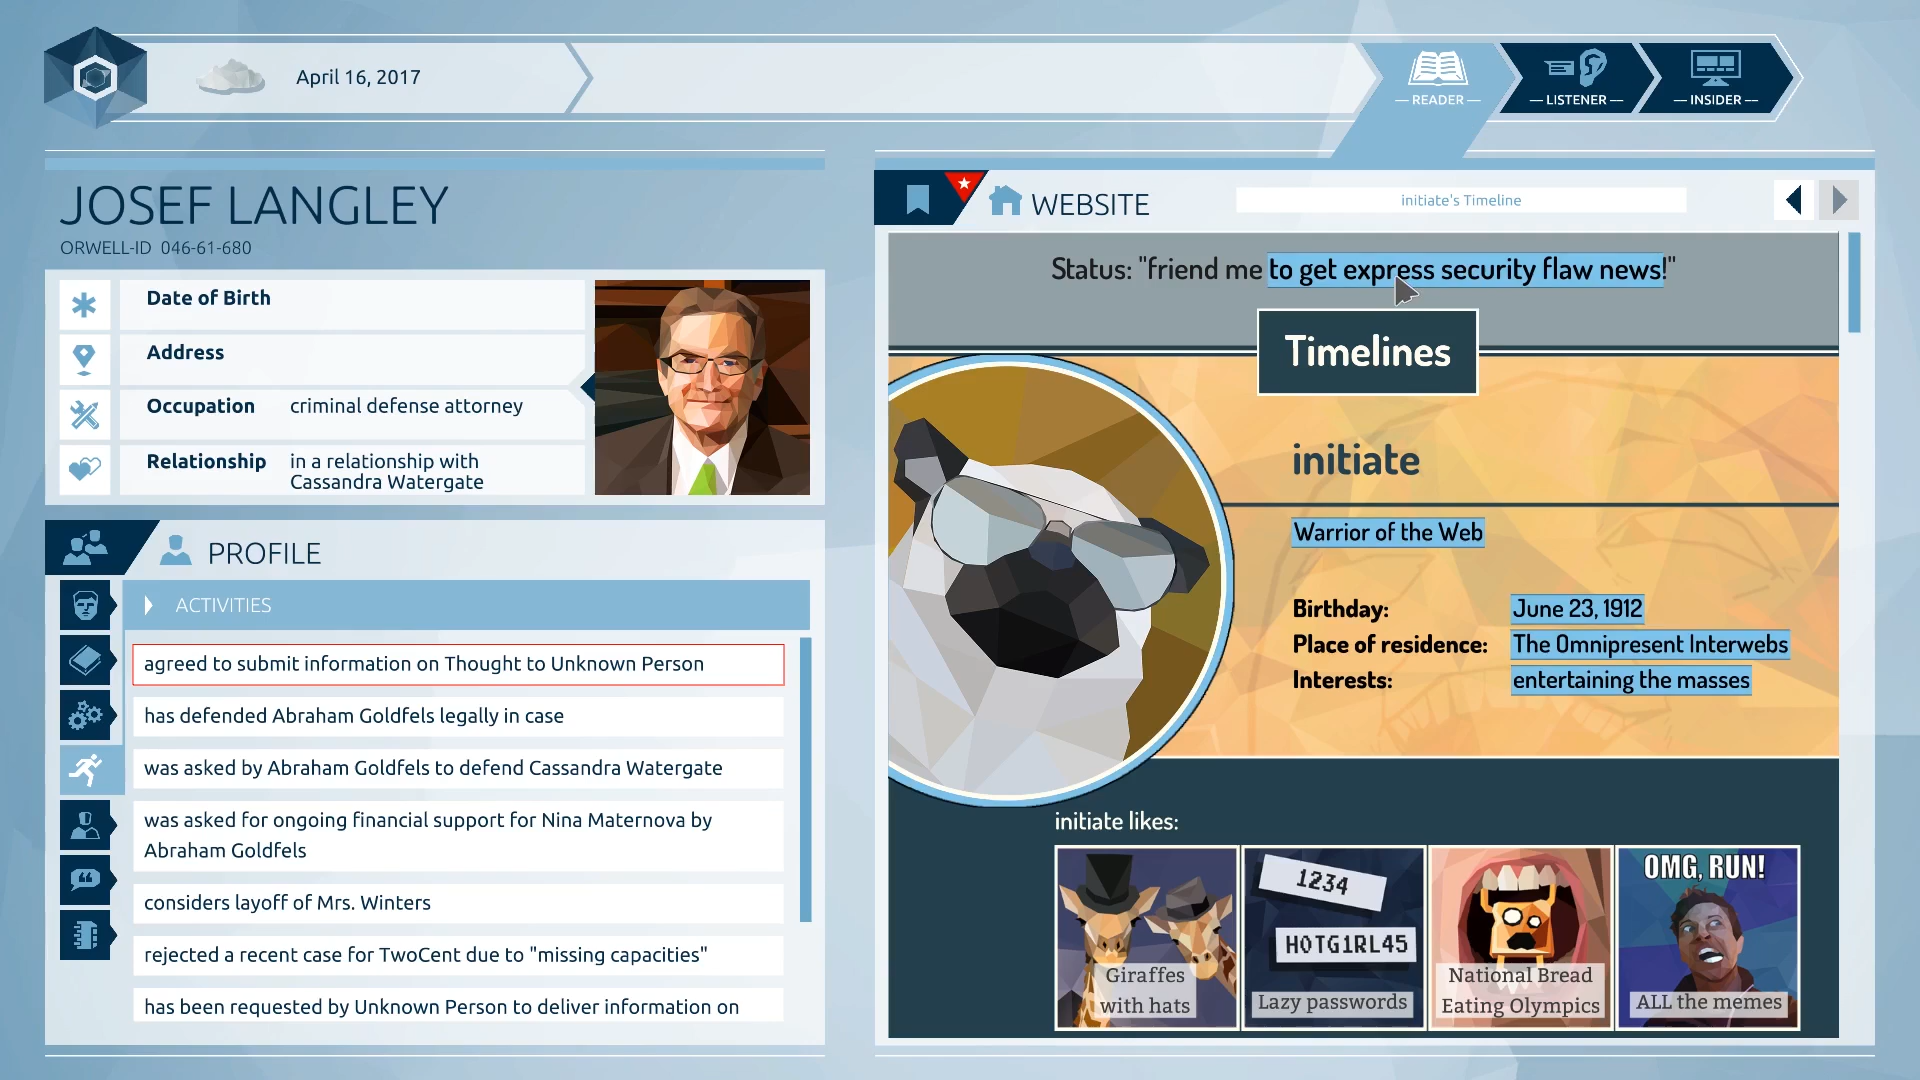 April 16, 2017
— READER —
— LISTENER —
— INSIDER —
JOSEF LANGLEY
ORWELL-ID 046-61-680
Date of Birth
Address
Occupation criminal defense attorney
Relationship in a relationship with
Cassandra Watergate
PROFILE
ACTIVITIES
agreed to submit information on Thought to Unknown Person
has defended Abraham Goldfels legally in case
was asked by Abraham Goldfels to defend Cassandra Watergate
was asked for ongoing financial support for Nina Maternova by
Abraham Goldfels
considers layoff of Mrs. Winters
rejected a recent case for TwoCent due to "missing capacities"
has been requested by Unknown Person to deliver information on
WEBSITE
initiate's Timeline
Status: "friend me to get express security flaw news!"
Timelines
initiate
Warrior of the Web
Birthday: June 23, 1912
Place of residence: The Omnipresent Interwebs
Interests: entertaining the masses
initiate likes:
Giraffes
with hats
1234
H0TG1RL45
Lazy passwords
National Bread
Eating Olympics
OMG, RUN!
ALL the memes